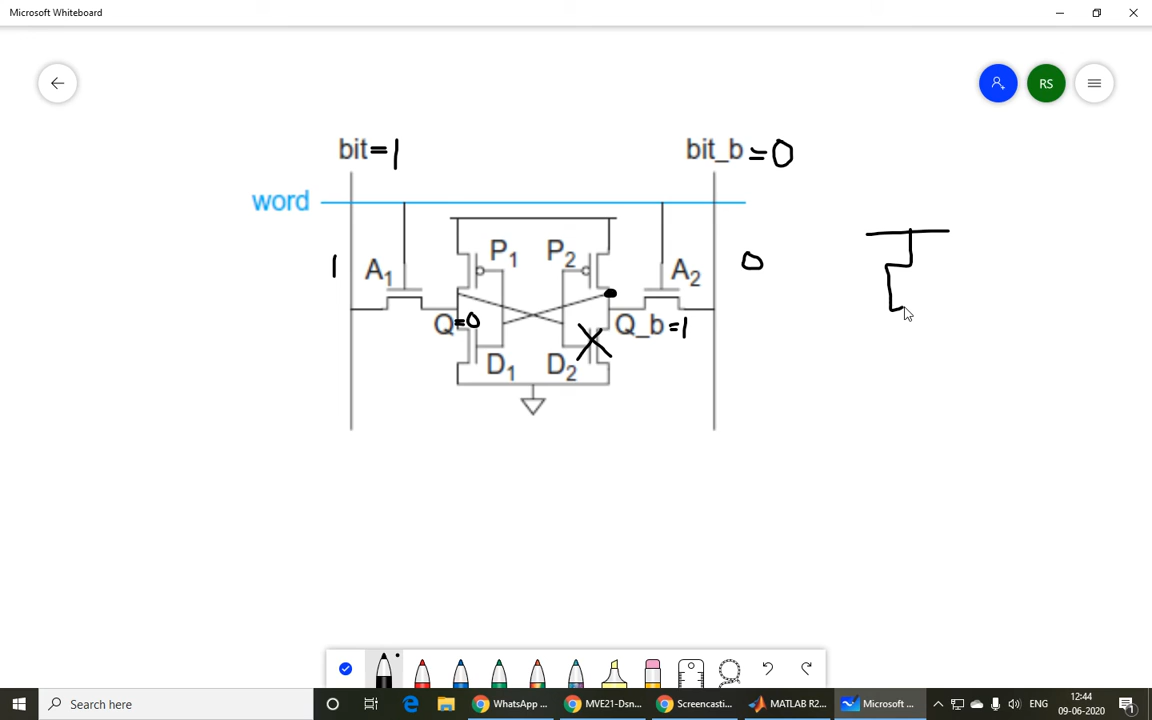 Microsoft Whiteboard
RS
bit=1
bit_b=0
word
P1 P2
1 A1 A2 0
Q=0 Q_b=1
D1 D2
Search here
WhatsApp ...
MVE21-Dsn...
Screencasti...
MATLAB R2...
Microsoft ...
ENG
12:44
09-06-2020
1